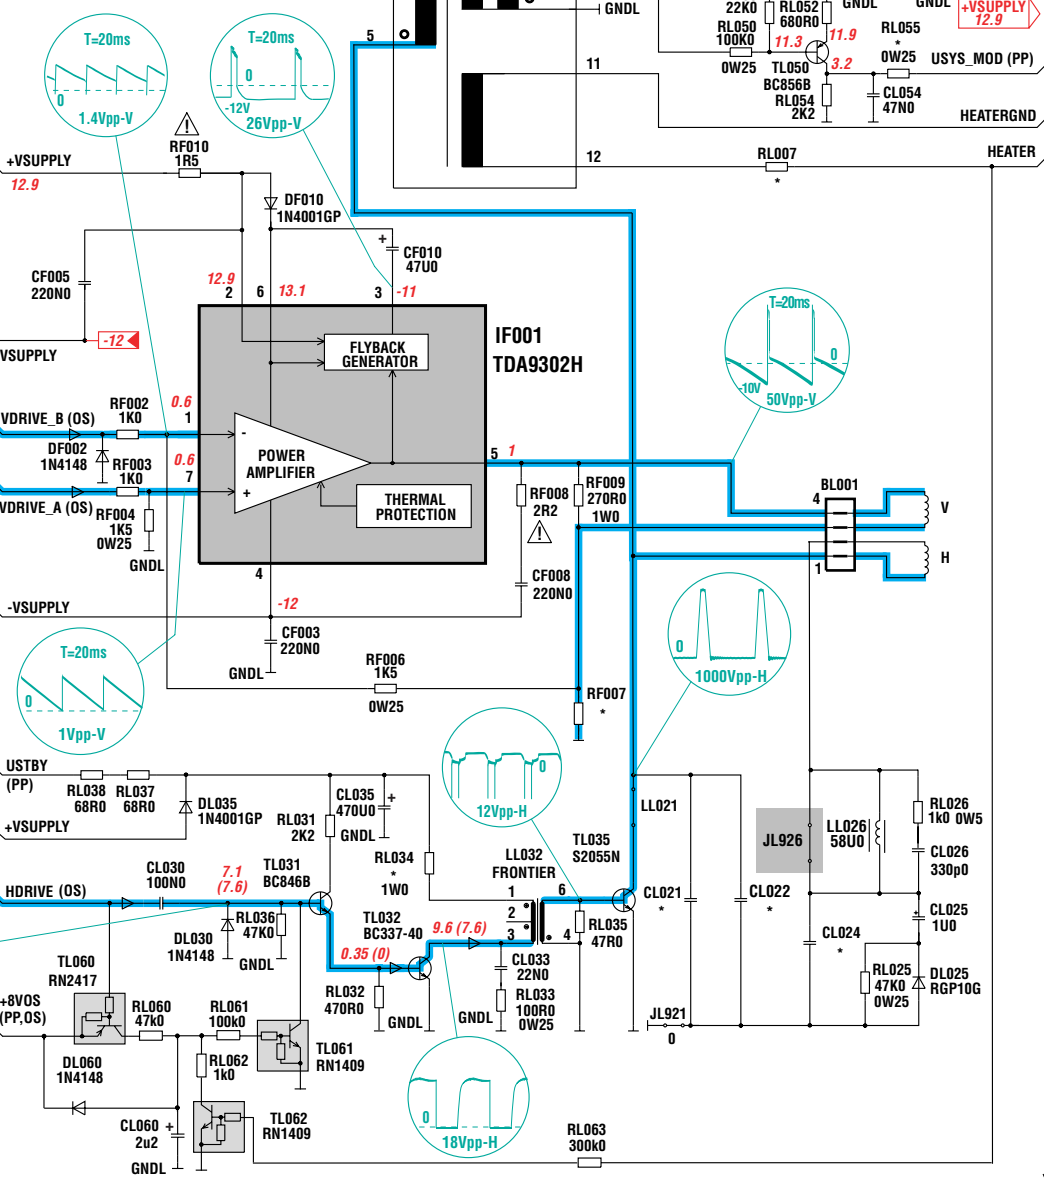 22K0
RL052
680R0
GNDL
GNDL
+VSUPPLY
12.9
GNDL
5
RL050
100K0
11.3
11.9
RL055
*
0W25
0W25
TL050
BC856B
3.2
USYS_MOD (PP)
11
RL054
2K2
CL054
47N0
HEATERGND
12
RL007
*
HEATER
T=20ms
0
1.4Vpp-V
T=20ms
0
-12V
26Vpp-V
RF010
1R5
+VSUPPLY
12.9
DF010
1N4001GP
+
CF010
47U0
CF005
220N0
12.9
2
6
13.1
3
-11
-12
VSUPPLY
FLYBACK
GENERATOR
IF001
TDA9302H
T=20ms
0
-10V
50Vpp-V
VDRIVE_B (OS)
RF002
1K0
0.6
1
DF002
1N4148
RF003
1K0
0.6
7
-
+
POWER
AMPLIFIER
5
1
VDRIVE_A (OS)
RF004
1K5
0W25
GNDL
THERMAL
PROTECTION
RF008
2R2
RF009
270R0
1W0
BL001
4
1
V
H
4
CF008
220N0
-VSUPPLY
-12
CF003
220N0
GNDL
T=20ms
0
1Vpp-V
RF006
1K5
0W25
RF007
*
0
1000Vpp-H
0
12Vpp-H
USTBY
(PP)
RL038
68R0
RL037
68R0
DL035
1N4001GP
+VSUPPLY
CL035
470U0
+
RL031
2K2
GNDL
LL021
TL035
S2055N
JL926
LL026
58U0
RL026
1k0 0W5
CL026
330p0
HDRIVE (OS)
CL030
100N0
7.1
(7.6)
TL031
BC846B
RL034
*
1W0
LL032
FRONTIER
1
2
3
6
4
CL021
*
CL022
*
+
CL025
1U0
RL036
47K0
TL032
BC337-40
9.6 (7.6)
RL035
47R0
CL024
*
DL030
1N4148
GNDL
0.35 (0)
CL033
22N0
RL025
47K0
0W25
DL025
RGP10G
TL060
RN2417
RL032
470R0
GNDL
GNDL
RL033
100R0
0W25
JL921
0
+8VOS
(PP,OS)
RL060
47k0
RL061
100k0
TL061
RN1409
DL060
1N4148
RL062
1k0
0
18Vpp-H
CL060
2u2
+
GNDL
TL062
RN1409
RL063
300k0